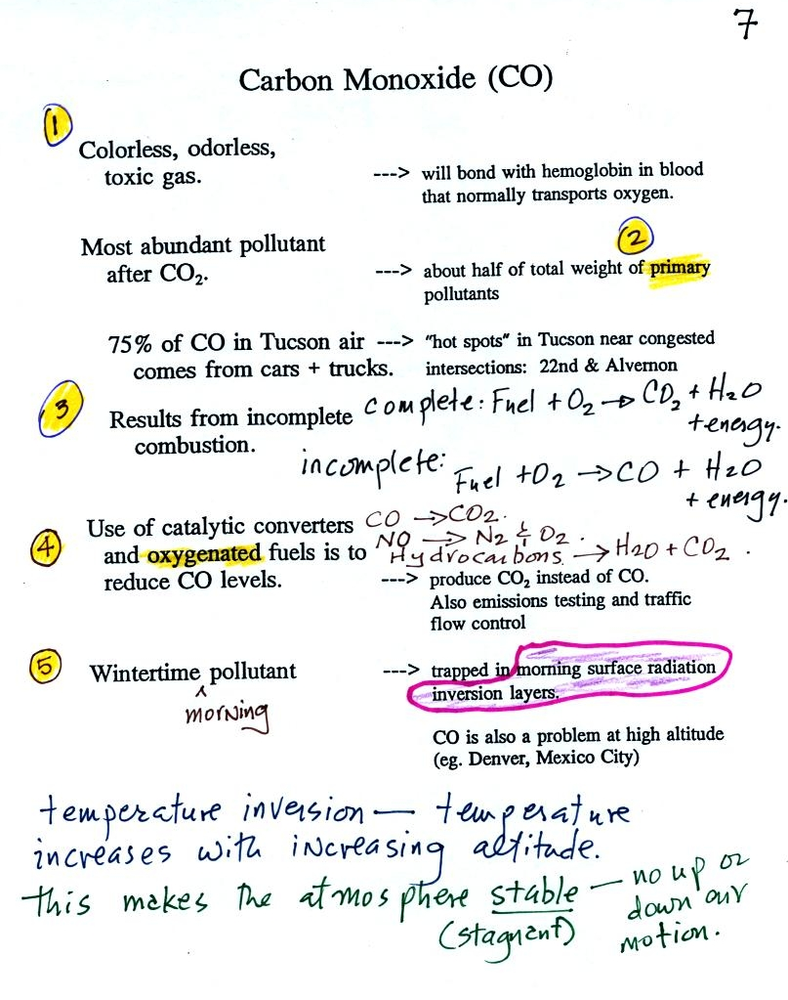 7
Carbon Monoxide (CO)
1
Colorless, odorless,
toxic gas.
---> will bond with hemoglobin in blood
that normally transports oxygen.
2
Most abundant pollutant
after CO₂.
---> about half of total weight of primary
pollutants
75% of CO in Tucson air ---> "hot spots" in Tucson near congested
comes from cars + trucks. intersections: 22nd & Alvernon
3
Results from incomplete
combustion.
complete: Fuel + O₂ → CO₂ + H₂O
+ energy.
incomplete:
Fuel + O₂ → CO + H₂O
+ energy.
4
Use of catalytic converters
and oxygenated fuels is to
reduce CO levels.
CO → CO₂.
NO → N₂ & O₂.
Hydrocarbons → H₂O + CO₂.
---> produce CO₂ instead of CO.
Also emissions testing and traffic
flow control
5
Wintertime ^ pollutant
morning
---> trapped in morning surface radiation
inversion layers.
CO is also a problem at high altitude
(eg. Denver, Mexico City)
temperature inversion — temperature
increases with increasing altitude.
this makes the atmosphere stable — no up or
down air
motion.
(stagnent)